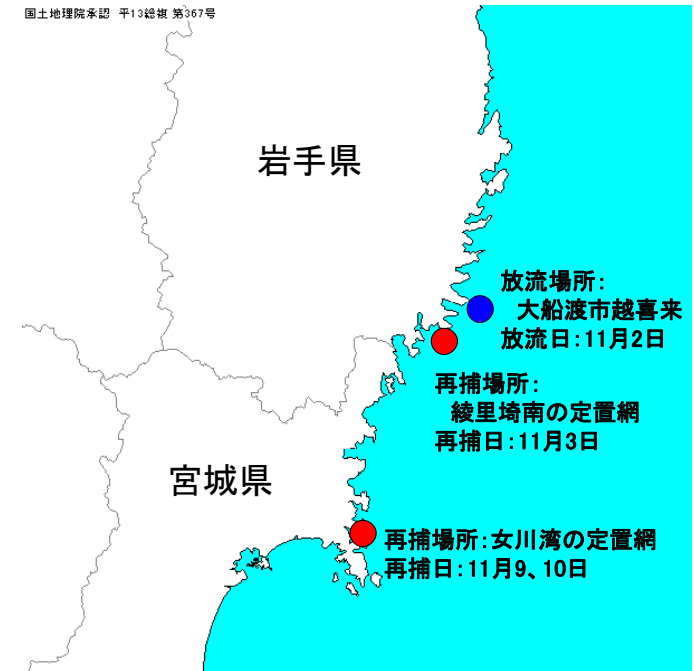 国土地理院承認 平13総複 第367号
岩手県
放流場所:
大船渡市越喜来
放流日:11月2日
再捕場所:
綾里埼南の定置網
再捕日:11月3日
宮城県
再捕場所:女川湾の定置網
再捕日:11月9、10日